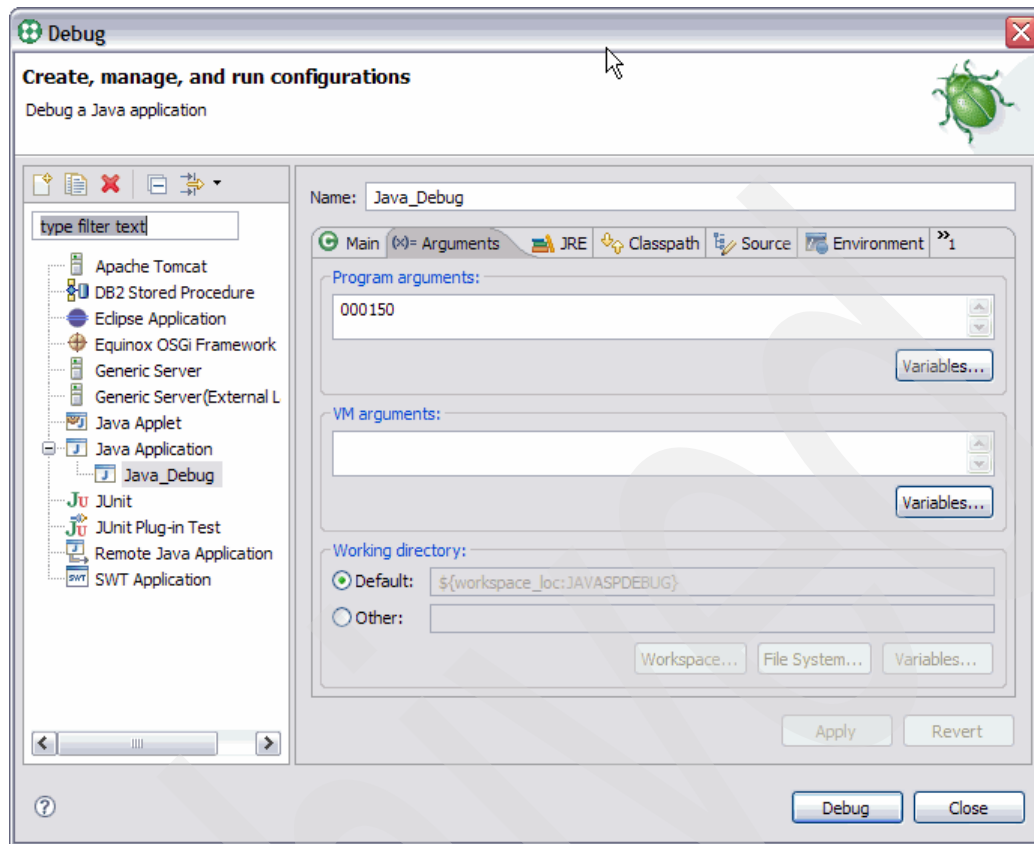 Debug
Create, manage, and run configurations
Debug a Java application
type filter text
Apache Tomcat
DB2 Stored Procedure
Eclipse Application
Equinox OSGi Framework
Generic Server
Generic Server(External L
Java Applet
Java Application
Java_Debug
JUnit
JUnit Plug-in Test
Remote Java Application
SWT Application
Name: Java_Debug
Main (x)= Arguments JRE Classpath Source Environment »1
Program arguments:
000150
Variables...
VM arguments:
Variables...
Working directory:
Default: ${workspace_loc:JAVASPDEBUG}
Other:
Workspace... File System... Variables...
Apply Revert
Debug Close